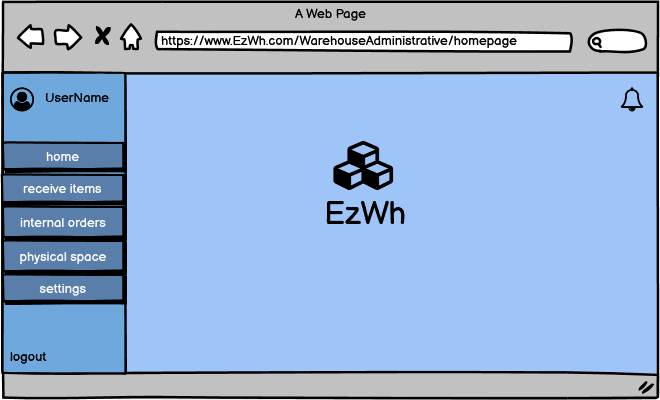 A Web Page
https://www.EzWh.com/WarehouseAdministrative/homepage
UserName
home
receive items
internal orders
physical space
settings
logout
EzWh